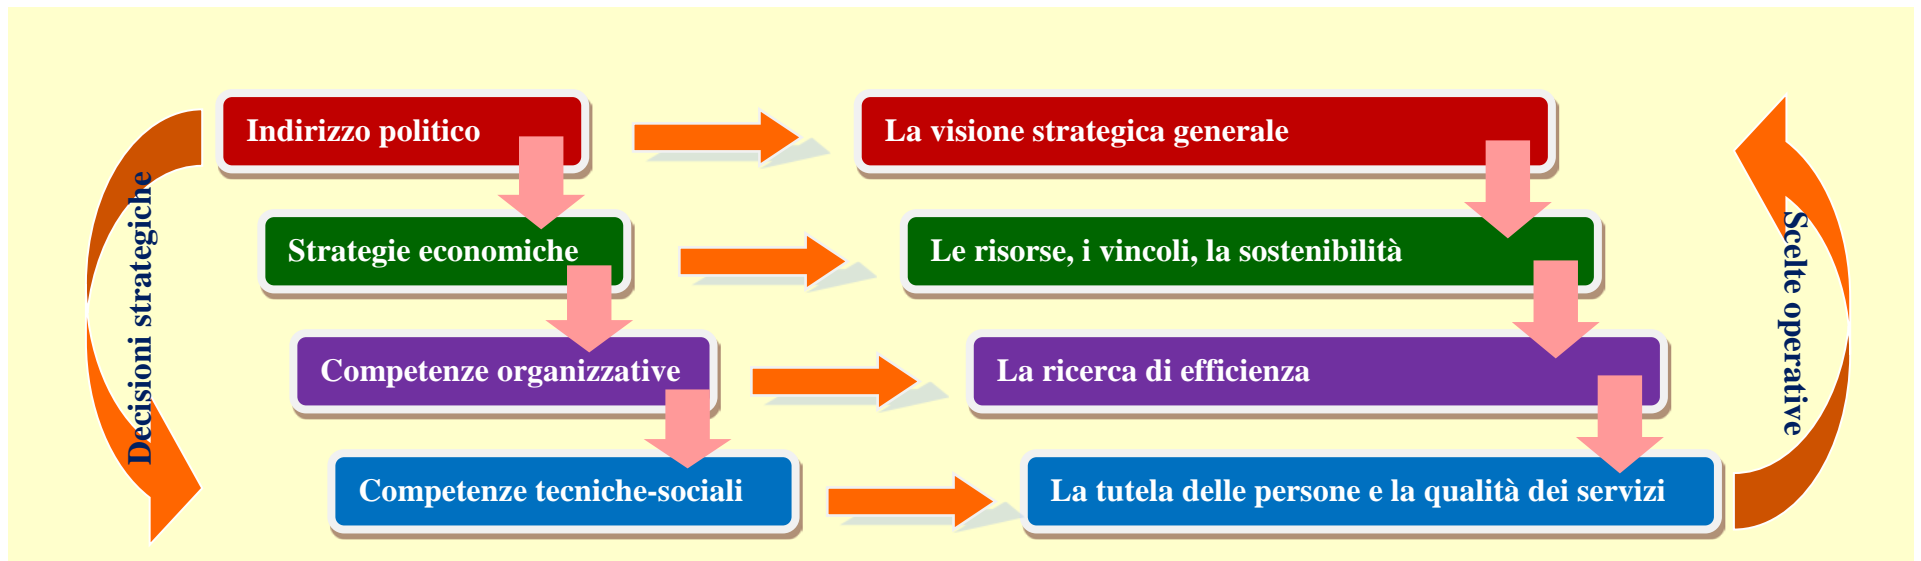 Indirizzo politico
La visione strategica generale
Strategie economiche
Le risorse, i vincoli, la sostenibilità
Competenze organizzative
La ricerca di efficienza
Competenze tecniche-sociali
La tutela delle persone e la qualità dei servizi
Decisioni strategiche
Scelte operative